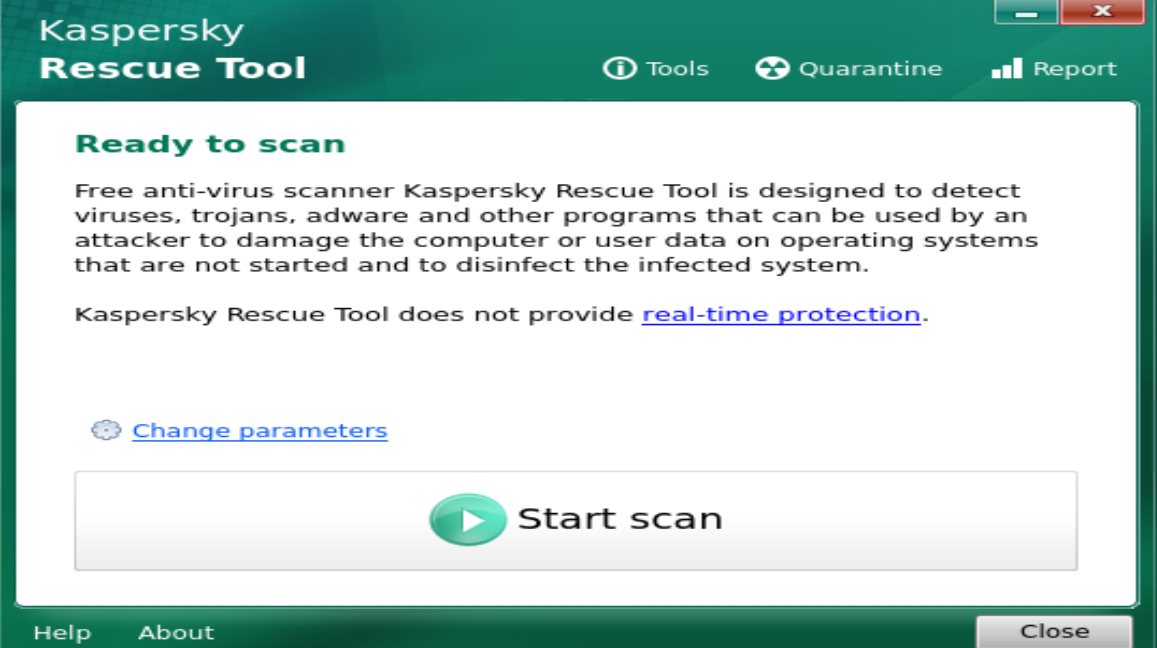 Kaspersky
Rescue Tool
Tools Quarantine Report
Ready to scan
Free anti-virus scanner Kaspersky Rescue Tool is designed to detect
viruses, trojans, adware and other programs that can be used by an
attacker to damage the computer or user data on operating systems
that are not started and to disinfect the infected system.
Kaspersky Rescue Tool does not provide real-time protection.
Change parameters
Start scan
Help About Close